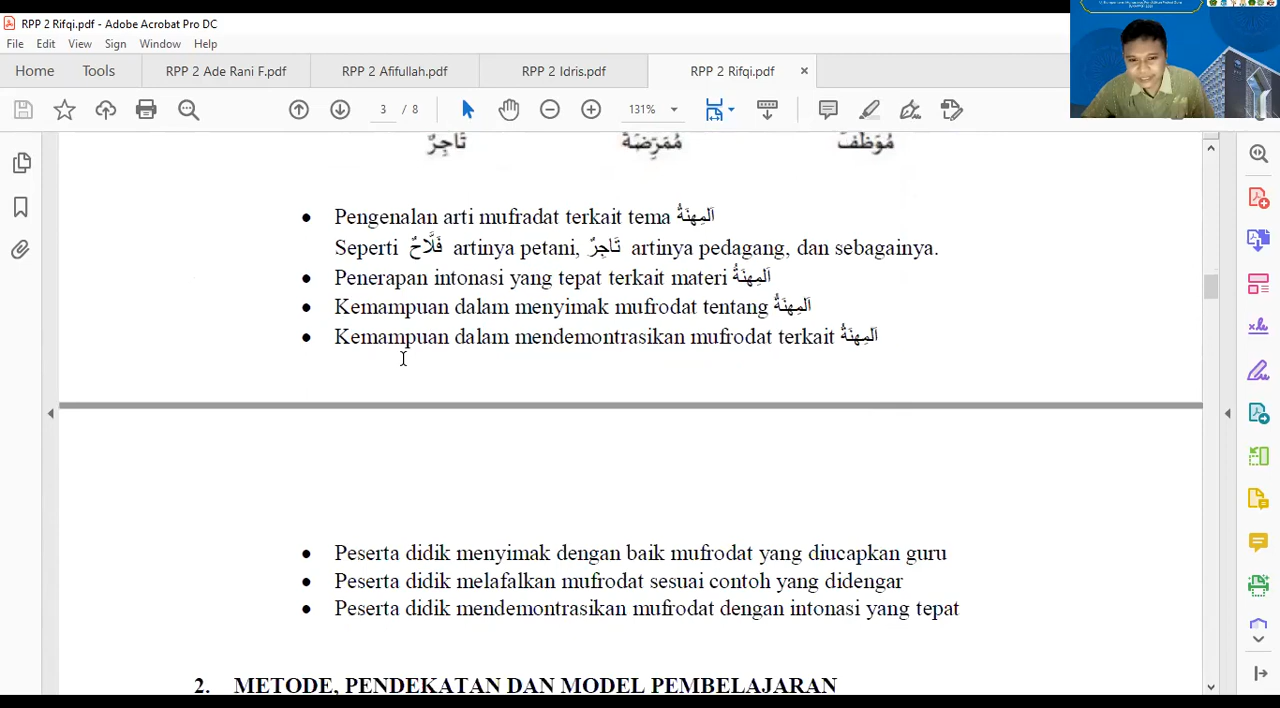 RPP 2 Rifqi.pdf - Adobe Acrobat Pro DC
File Edit View Sign Window Help
Home Tools RPP 2 Ade Rani F.pdf RPP 2 Afifullah.pdf RPP 2 Idris.pdf RPP 2 Rifqi.pdf ×
3 / 8 131%
مُوَظَّفٌ مُمَرِّضَةٌ تَاجِرٌ
• Pengenalan arti mufradat terkait tema اَلمِهنَةُ
Seperti فَلَّاحٌ artinya petani, تَاجِرٌ artinya pedagang, dan sebagainya.
• Penerapan intonasi yang tepat terkait materi اَلمِهنَةُ
• Kemampuan dalam menyimak mufrodat tentang اَلمِهنَةُ
• Kemampuan dalam mendemontrasikan mufrodat terkait اَلمِهنَةُ
• Peserta didik menyimak dengan baik mufrodat yang diucapkan guru
• Peserta didik melafalkan mufrodat sesuai contoh yang didengar
• Peserta didik mendemontrasikan mufrodat dengan intonasi yang tepat
2. METODE, PENDEKATAN DAN MODEL PEMBELAJARAN